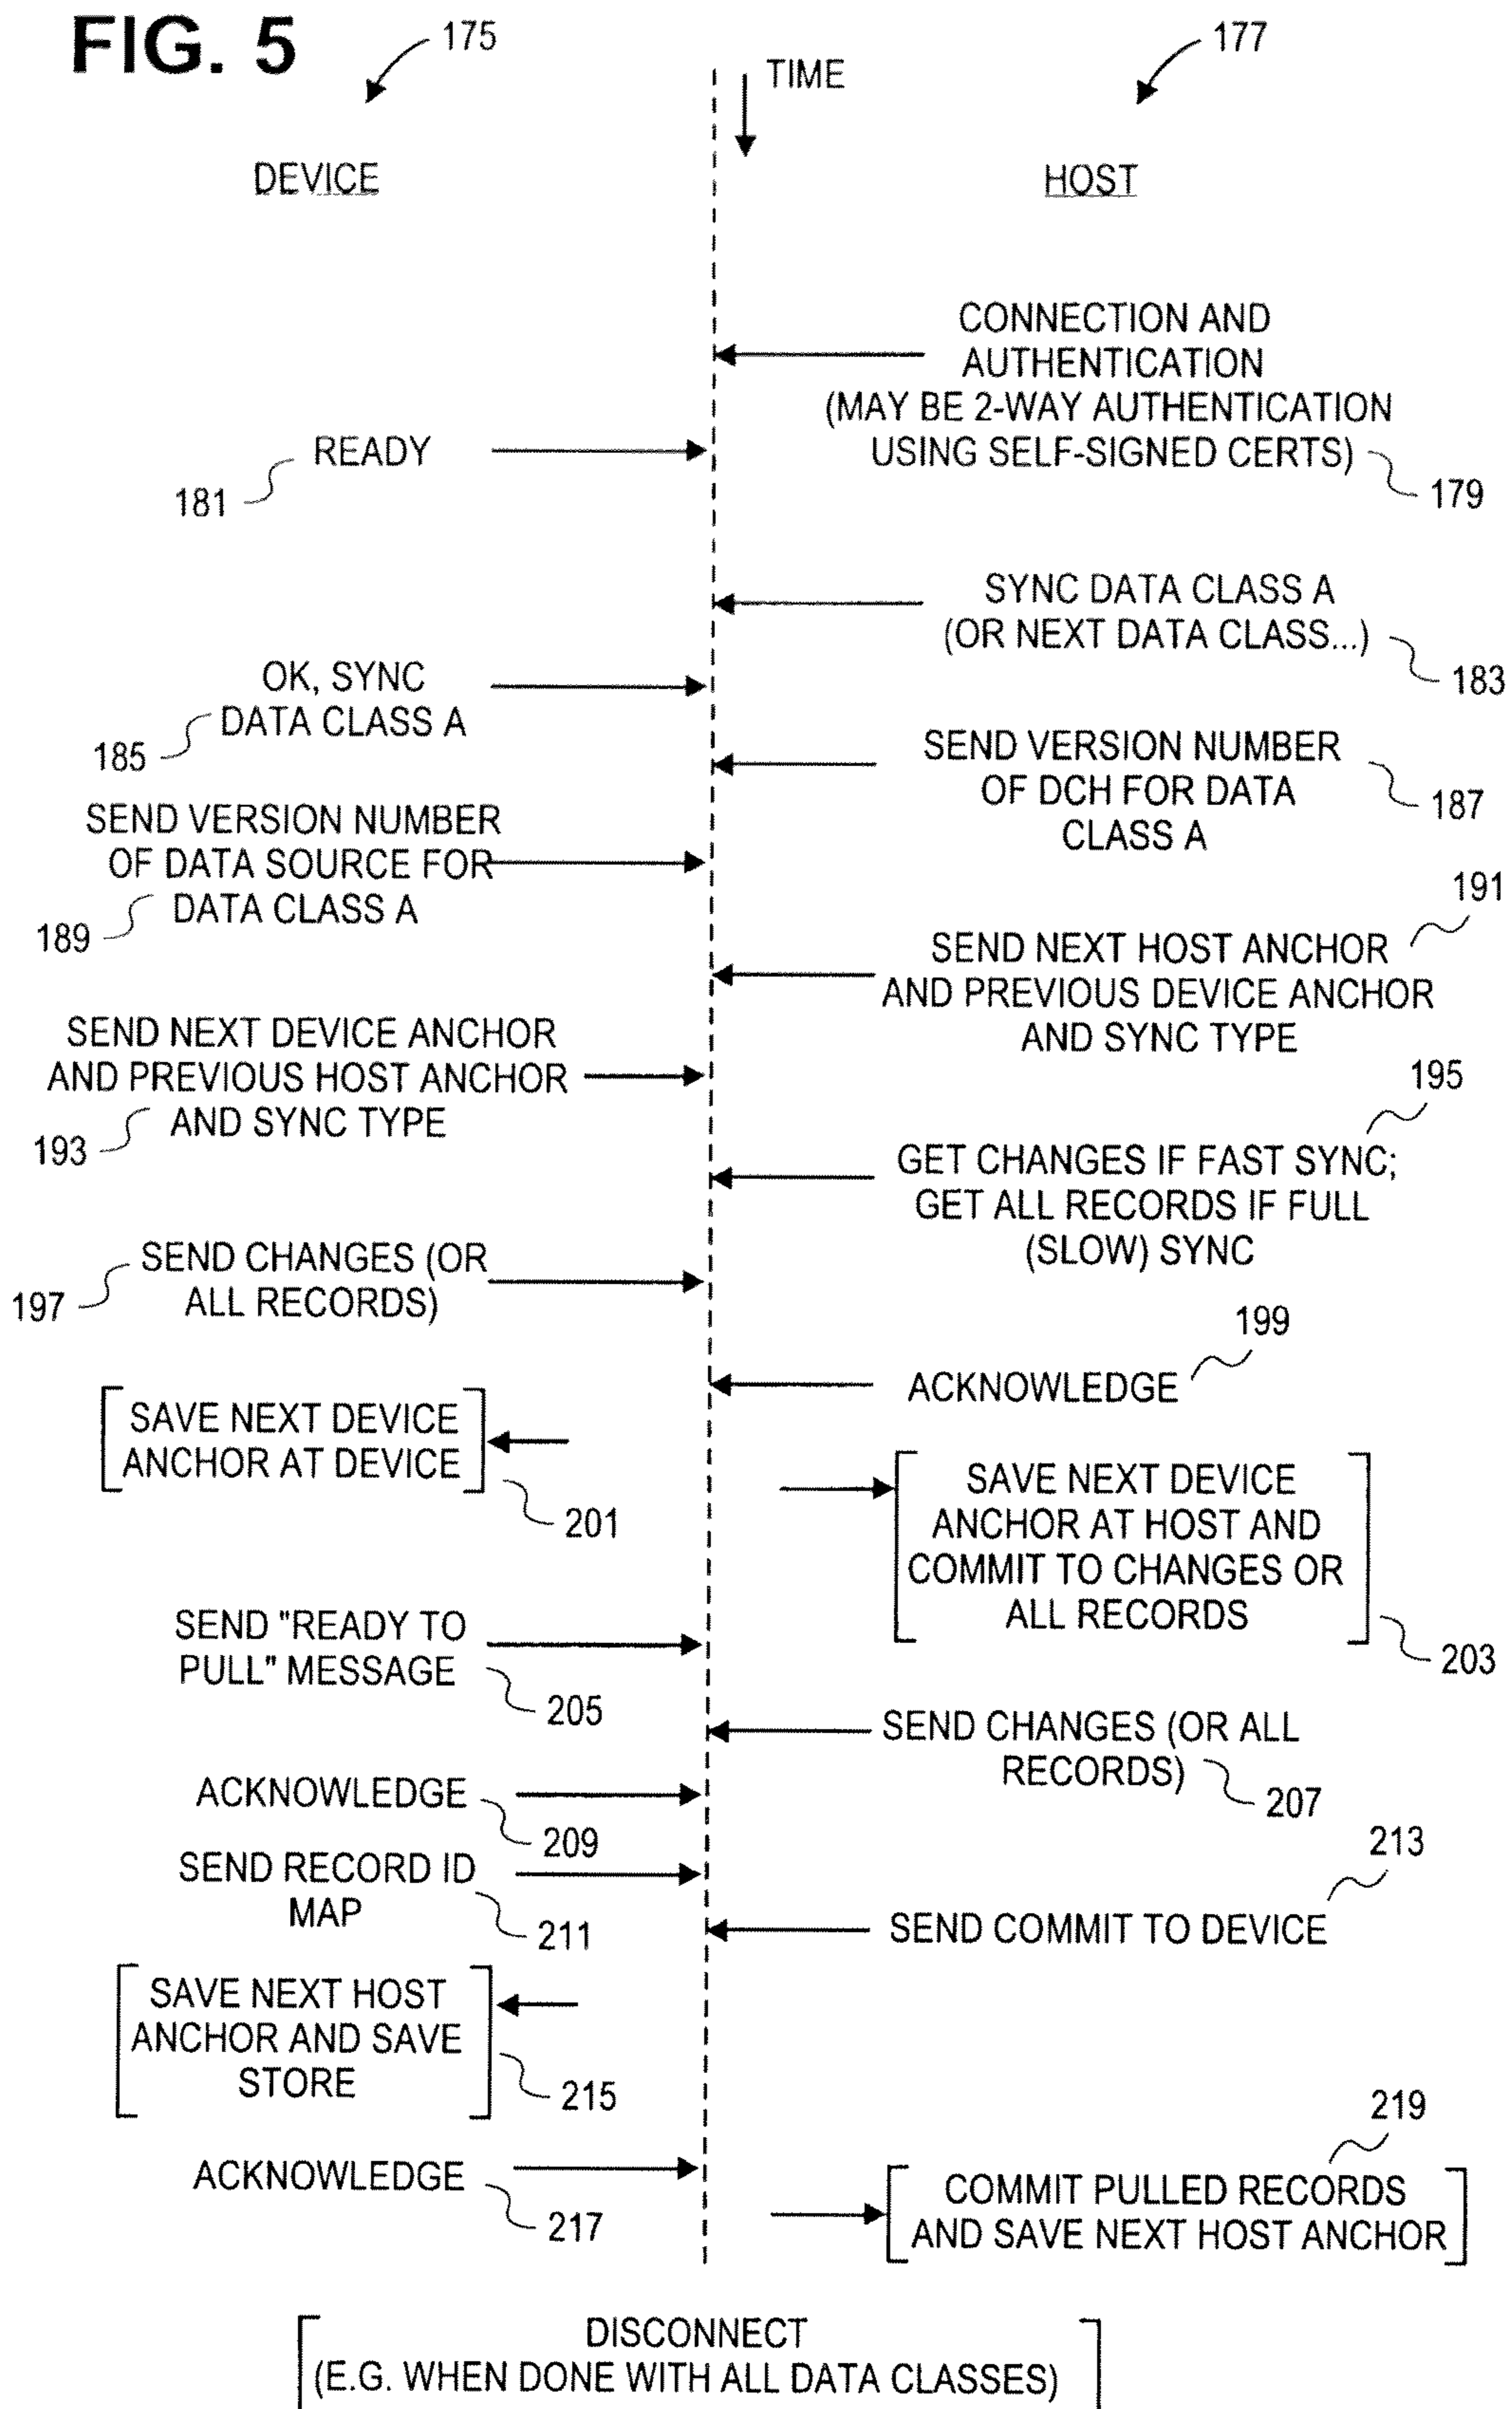 FIG. 5
175
177
TIME
DEVICE
HOST
CONNECTION AND
AUTHENTICATION
(MAY BE 2-WAY AUTHENTICATION
USING SELF-SIGNED CERTS)
179
READY
181
SYNC DATA CLASS A
(OR NEXT DATA CLASS...)
183
OK, SYNC
DATA CLASS A
185
SEND VERSION NUMBER
OF DCH FOR DATA
CLASS A
187
SEND VERSION NUMBER
OF DATA SOURCE FOR
DATA CLASS A
189
191
SEND NEXT HOST ANCHOR
AND PREVIOUS DEVICE ANCHOR
AND SYNC TYPE
SEND NEXT DEVICE ANCHOR
AND PREVIOUS HOST ANCHOR
AND SYNC TYPE
193
195
GET CHANGES IF FAST SYNC;
GET ALL RECORDS IF FULL
(SLOW) SYNC
SEND CHANGES (OR
ALL RECORDS)
197
199
ACKNOWLEDGE
SAVE NEXT DEVICE
ANCHOR AT DEVICE
201
SAVE NEXT DEVICE
ANCHOR AT HOST AND
COMMIT TO CHANGES OR
ALL RECORDS
203
SEND "READY TO
PULL" MESSAGE
205
SEND CHANGES (OR ALL
RECORDS)
207
ACKNOWLEDGE
209
SEND RECORD ID
MAP
211
213
SEND COMMIT TO DEVICE
SAVE NEXT HOST
ANCHOR AND SAVE
STORE
215
ACKNOWLEDGE
217
219
COMMIT PULLED RECORDS
AND SAVE NEXT HOST ANCHOR
DISCONNECT
(E.G. WHEN DONE WITH ALL DATA CLASSES)